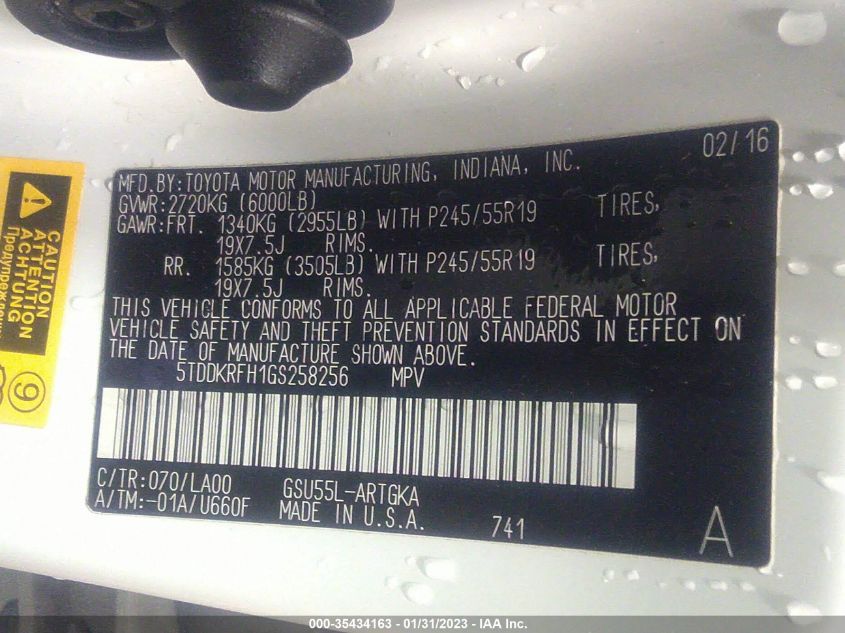 02/16
MFD.BY:TOYOTA MOTOR MANUFACTURING, INDIANA, INC.
GVWR:2720KG (6000LB)
GAWR:FRT. 1340KG (2955LB) WITH P245/55R19 TIRES,
19X7.5J RIMS.
RR. 1585KG (3505LB) WITH P245/55R19 TIRES,
19X7.5J RIMS.
THIS VEHICLE CONFORMS TO ALL APPLICABLE FEDERAL MOTOR
VEHICLE SAFETY AND THEFT PREVENTION STANDARDS IN EFFECT ON
THE DATE OF MANUFACTURE SHOWN ABOVE.
5TDDKRFH1GS258256 MPV
C/TR:070/LA00 GSU55L-ARTGKA
A/TM:-01A/U660F MADE IN U.S.A. 741 A
CAUTION
ATTENTION
ACHTUNG
9
000-35434163 - 01/31/2023 - IAA Inc.